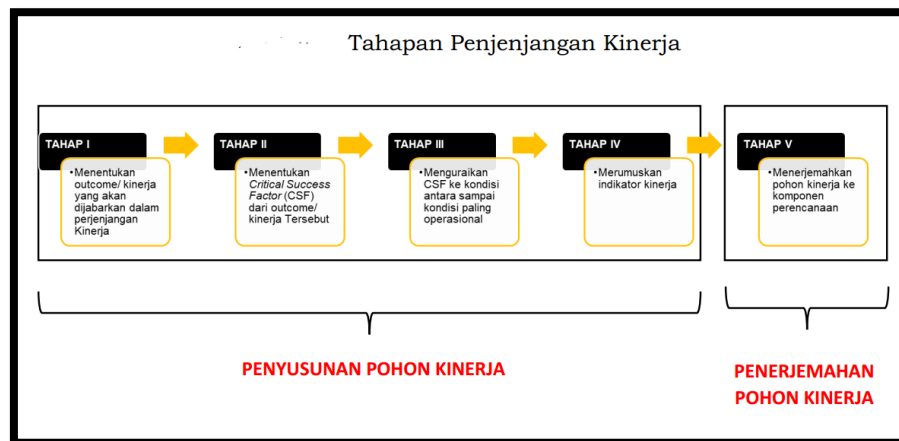 Tahapan Penjenjangan Kinerja
TAHAP I
•Menentukan
outcome/ kinerja
yang akan
dijabarkan dalam
perjenjangan
Kinerja
TAHAP II
•Menentukan
Critical Success
Factor (CSF)
dari outcome/
kinerja Tersebut
TAHAP III
•Menguraikan
CSF ke kondisi
antara sampai
kondisi paling
operasional
TAHAP IV
•Merumuskan
indikator kinerja
TAHAP V
•Menerjemahkan
pohon kinerja ke
komponen
perencanaan
PENYUSUNAN POHON KINERJA
PENERJEMAHAN
POHON KINERJA